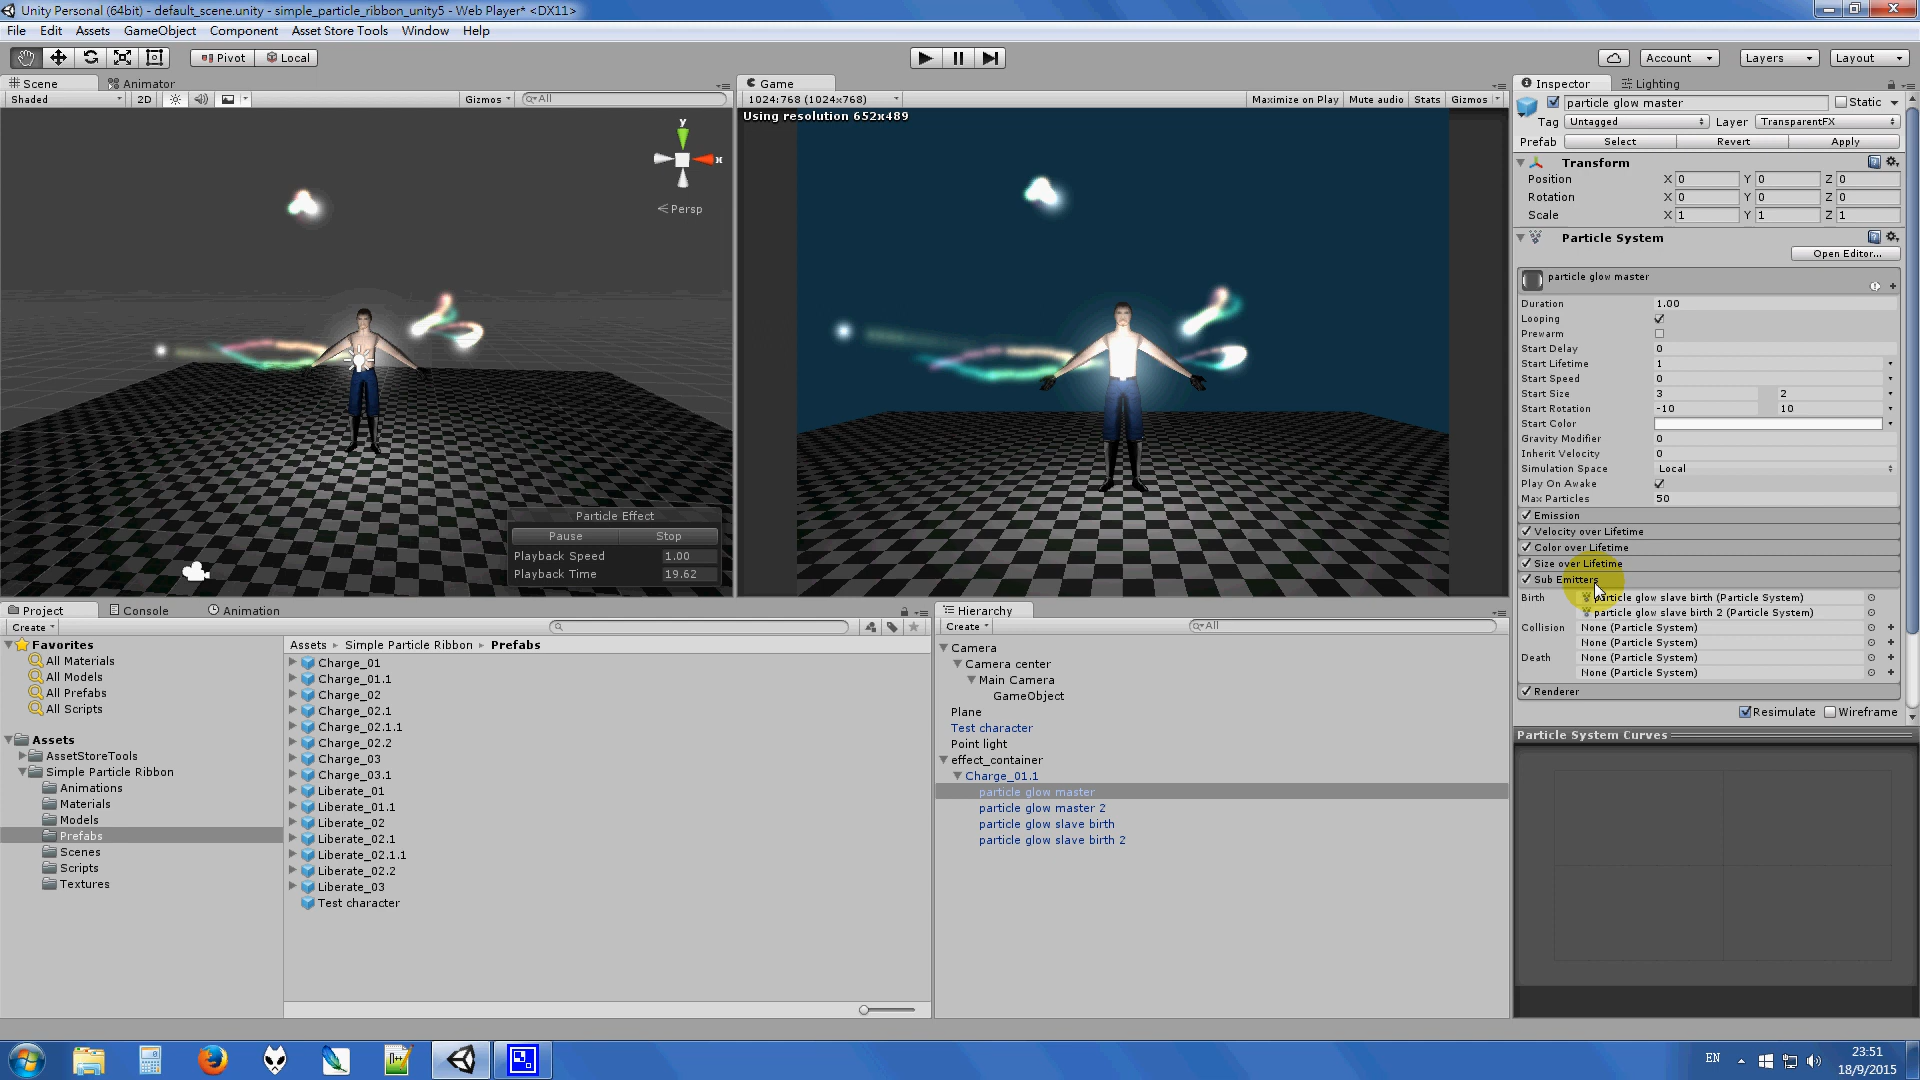 Unity Personal (64bit) - default_scene.unity - simple_particle_ribbon_unity5 - Web Player* <DX11>
File Edit Assets GameObject Component Asset Store Tools Window Help
Pivot Local Account Layers Layout
Scene Animator
Shaded 2D Gizmos All
y
x
Persp
Particle Effect
Pause Stop
Playback Speed 1.00
Playback Time 19.62
Game
1024:768 (1024x768) Maximize on Play Mute audio Stats Gizmos
Using resolution 652x489
Inspector Lighting
particle glow master Static
Tag Untagged Layer TransparentFX
Prefab Select Revert Apply
Transform
Position X 0 Y 0 Z 0
Rotation X 0 Y 0 Z 0
Scale X 1 Y 1 Z 1
Particle System
Open Editor...
particle glow master
Duration 1.00
Looping
Prewarm
Start Delay 0
Start Lifetime 1
Start Speed 0
Start Size 3 2
Start Rotation -10 10
Start Color
Gravity Modifier 0
Inherit Velocity 0
Simulation Space Local
Play On Awake
Max Particles 50
Emission
Velocity over Lifetime
Color over Lifetime
Size over Lifetime
Sub Emitters
Birth particle glow slave birth (Particle System)
particle glow slave birth 2 (Particle System)
Collision None (Particle System)
None (Particle System)
Death None (Particle System)
None (Particle System)
Renderer
Resimulate Wireframe
Particle System Curves
Project Console Animation
Create
Favorites
All Materials
All Models
All Prefabs
All Scripts
Assets
AssetStoreTools
Simple Particle Ribbon
Animations
Materials
Models
Prefabs
Scenes
Scripts
Textures
Assets Simple Particle Ribbon Prefabs
Charge_01
Charge_01.1
Charge_02
Charge_02.1
Charge_02.1.1
Charge_02.2
Charge_03
Charge_03.1
Liberate_01
Liberate_01.1
Liberate_02
Liberate_02.1
Liberate_02.1.1
Liberate_02.2
Liberate_03
Test character
Hierarchy
Create All
Camera
Camera center
Main Camera
GameObject
Plane
Test character
Point light
effect_container
Charge_01.1
particle glow master
particle glow master 2
particle glow slave birth
particle glow slave birth 2
EN
23:51
18/9/2015